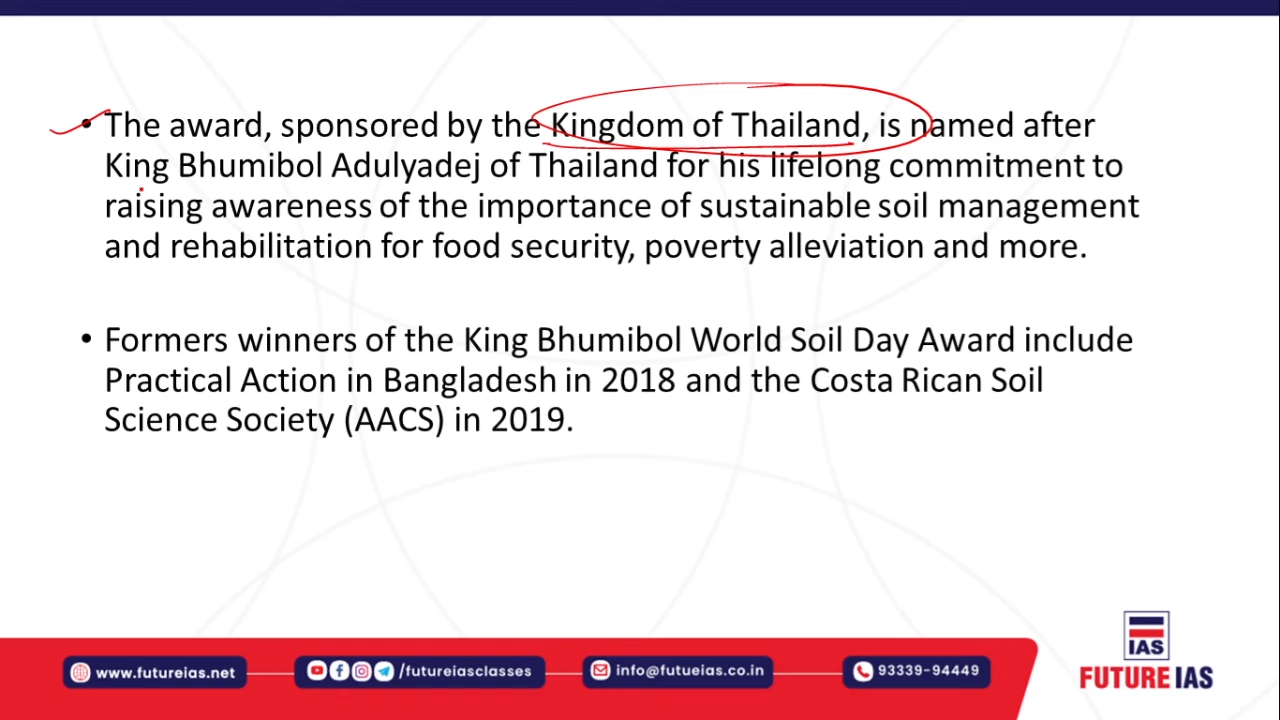 • The award, sponsored by the Kingdom of Thailand, is named after
King Bhumibol Adulyadej of Thailand for his lifelong commitment to
raising awareness of the importance of sustainable soil management
and rehabilitation for food security, poverty alleviation and more.
• Formers winners of the King Bhumibol World Soil Day Award include
Practical Action in Bangladesh in 2018 and the Costa Rican Soil
Science Society (AACS) in 2019.
IAS
FUTURE IAS
www.futureias.net
/futureiasclasses
info@futueias.co.in
93339-94449